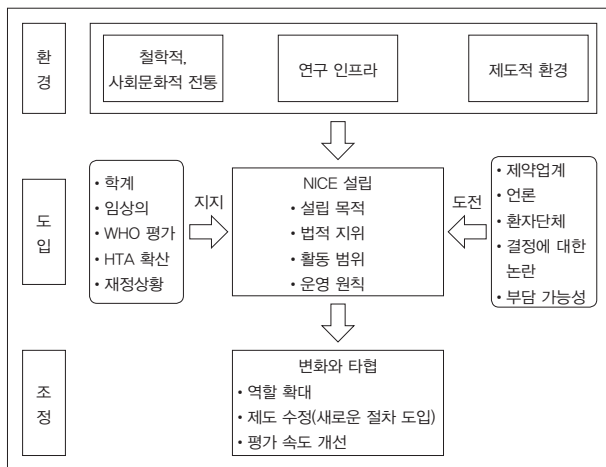 환
경
철학적,
사회문화적 전통
연구 인프라
제도적 환경
도
입
• 학계
• 임상의
• WHO 평가
• HTA 확산
• 재정상황
지지
NICE 설립
• 설립 목적
• 법적 지위
• 활동 범위
• 운영 원칙
도전
• 제약업계
• 언론
• 환자단체
• 결정에 대한
논란
• 부담 가능성
조
정
변화와 타협
• 역할 확대
• 제도 수정(새로운 절차 도입)
• 평가 속도 개선